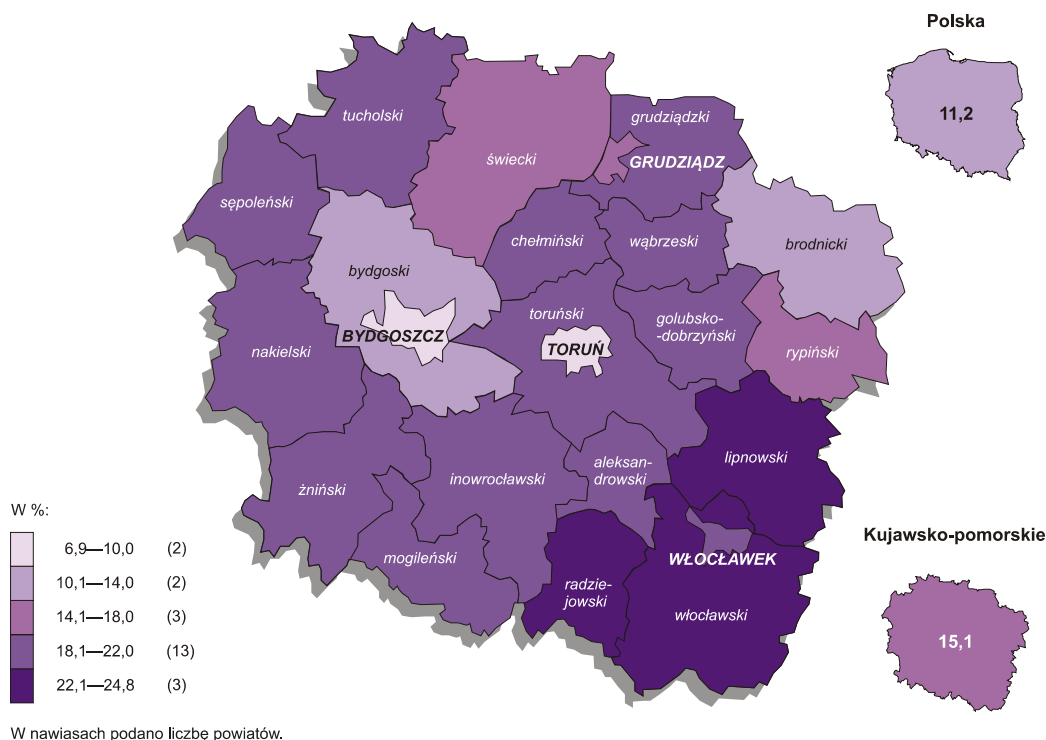 Polska
11,2
tucholski
grudziądzki
świecki
GRUDZIĄDZ
sępoleński
chełmiński
wąbrzeski
brodnicki
bydgoski
toruński
golubsko-
-dobrzyński
BYDGOSZCZ
TORUŃ
nakielski
rypiński
lipnowski
aleksan-
drowski
inowrocławski
żniński
mogileński
WŁOCŁAWEK
radzie-
jowski
włocławski
Kujawsko-pomorskie
15,1
W %:
6,9—10,0 (2)
10,1—14,0 (2)
14,1—18,0 (3)
18,1—22,0 (13)
22,1—24,8 (3)
W nawiasach podano liczbę powiatów.